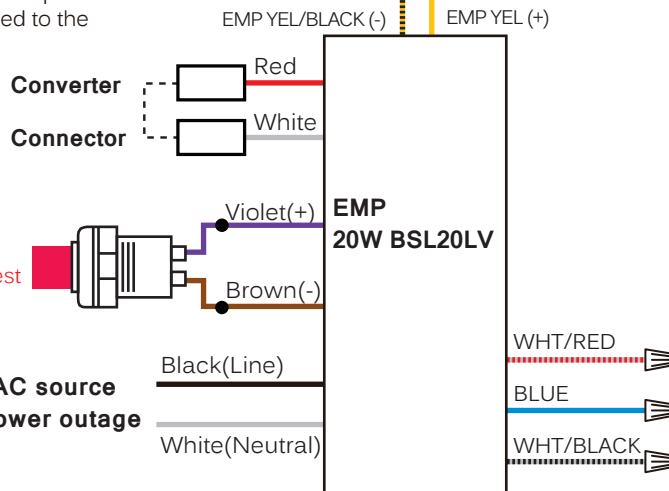 ed to the
EMP YEL/BLACK (-)
EMP YEL (+)
Converter
Red
Connector
White
Violet(+)
EMP
20W BSL20LV
est
Brown(-)
WHT/RED
Black(Line)
AC source
BLUE
ower outage
White(Neutral)
WHT/BLACK